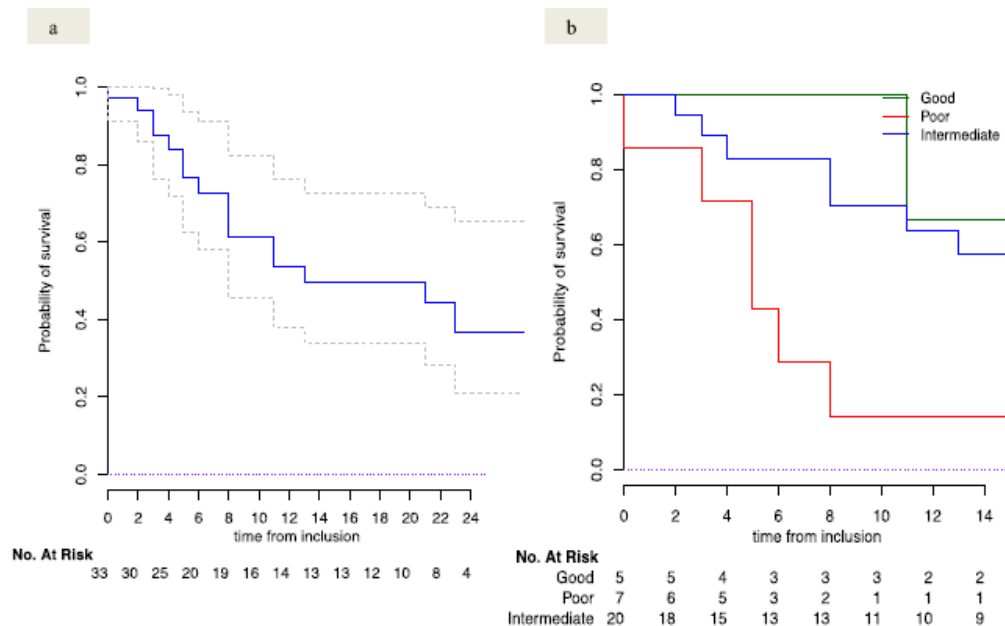 a
Probability of survival
1.0
0.8
0.6
0.4
0.2
0.0
0 2 4 6 8 10 12 14 16 18 20 22 24
time from inclusion
No. At Risk
33 30 25 20 19 16 14 13 13 12 10 8 4
b
Good
Poor
Intermediate
Probability of survival
1.0
0.8
0.6
0.4
0.2
0.0
0 2 4 6 8 10 12 14
time from inclusion
No. At Risk
Good 5 5 4 3 3 3 2 2
Poor 7 6 5 3 2 1 1 1
Intermediate 20 18 15 13 13 11 10 9